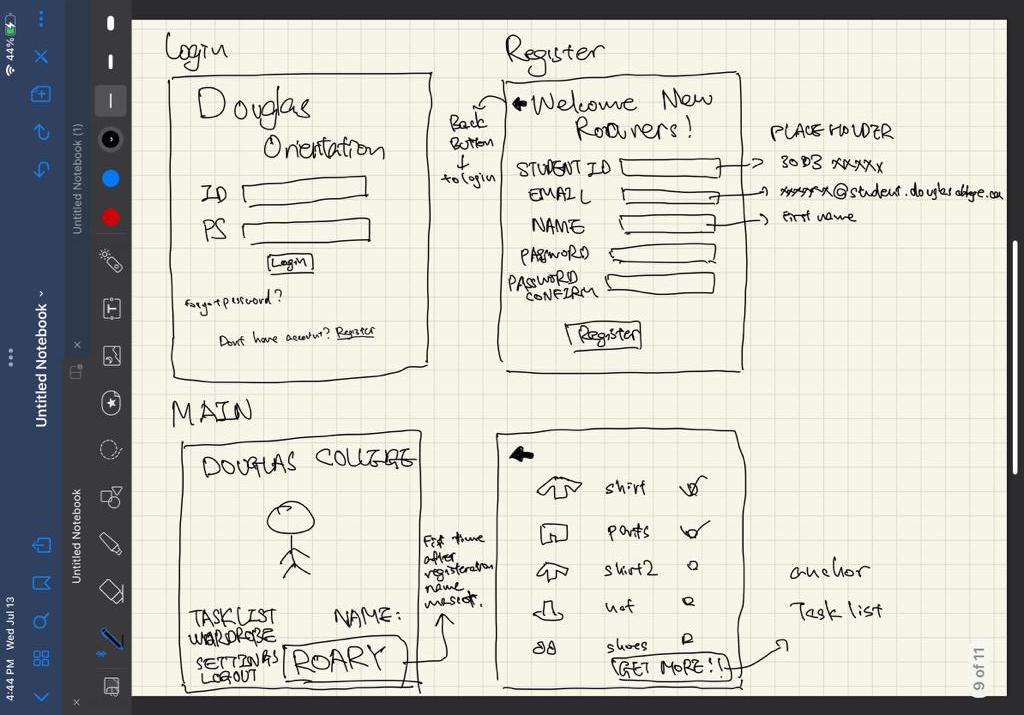 Login
Douglas
Orientation
ID
PS
Login
Forgot password?
Don't have account? Register
Register
Welcome New
Roarers!
Back
Button
to login
STUDENT ID
EMAIL
NAME
PASSWORD
PASSWORD
CONFIRM
Register
PLACE HOLDER
3003 xxxxx
@student.douglascollege.ca
First name
MAIN
DOUGLAS COLLEGE
TASK LIST
WARDROBE
SETTINGS
LOGOUT
NAME:
ROARY
First time
after
registeration
name
mascot.
shirt
pants
shirt2
hat
shoes
GET MORE!!
anchor
Task list
4:44 PM Wed Jul 13
44%
Untitled Notebook
Untitled Notebook (1)
Untitled Notebook
9 of 11